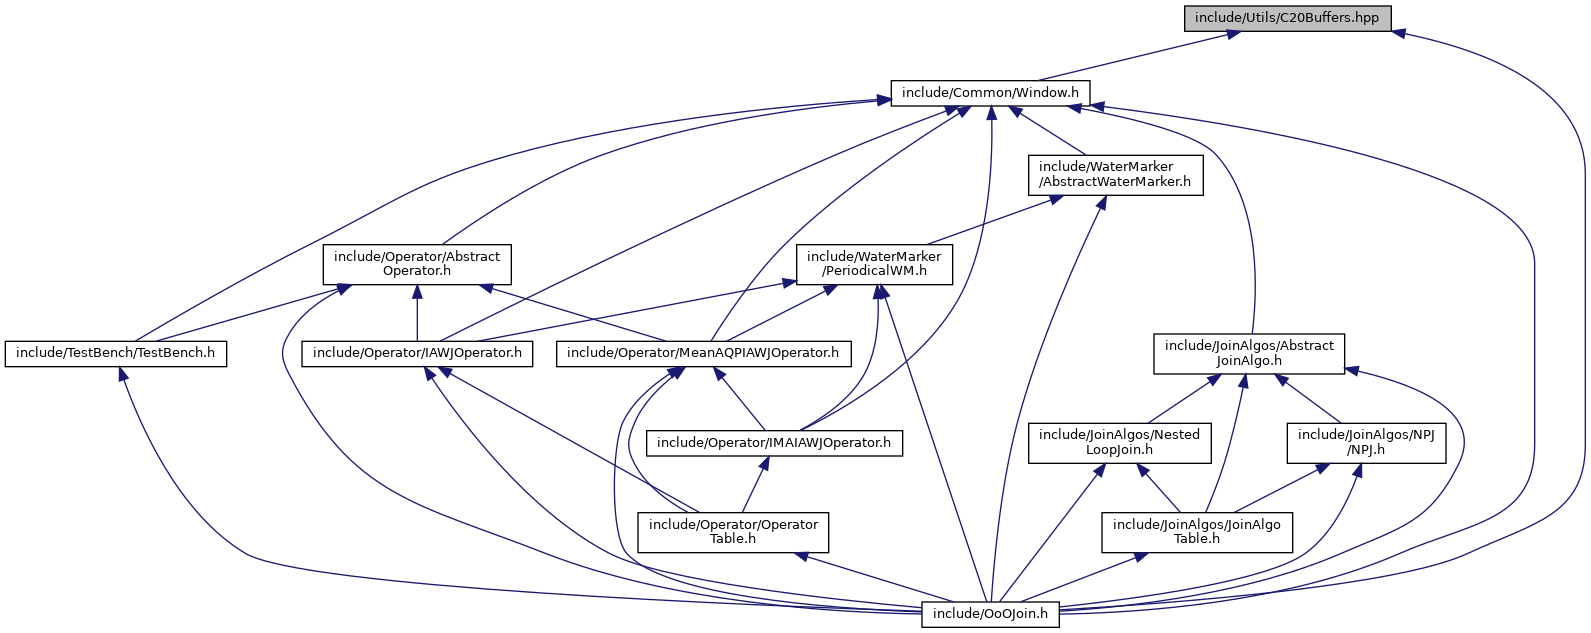 include/Utils/C20Buffers.hpp
include/Common/Window.h
include/WaterMarker
/AbstractWaterMarker.h
include/Operator/Abstract
Operator.h
include/WaterMarker
/PeriodicalWM.h
include/TestBench/TestBench.h
include/Operator/IAWJOperator.h
include/Operator/MeanAQPIAWJOperator.h
include/JoinAlgos/Abstract
JoinAlgo.h
include/Operator/IMAIAWJOperator.h
include/JoinAlgos/Nested
LoopJoin.h
include/JoinAlgos/NPJ
/NPJ.h
include/Operator/Operator
Table.h
include/JoinAlgos/JoinAlgo
Table.h
include/OoOJoin.h